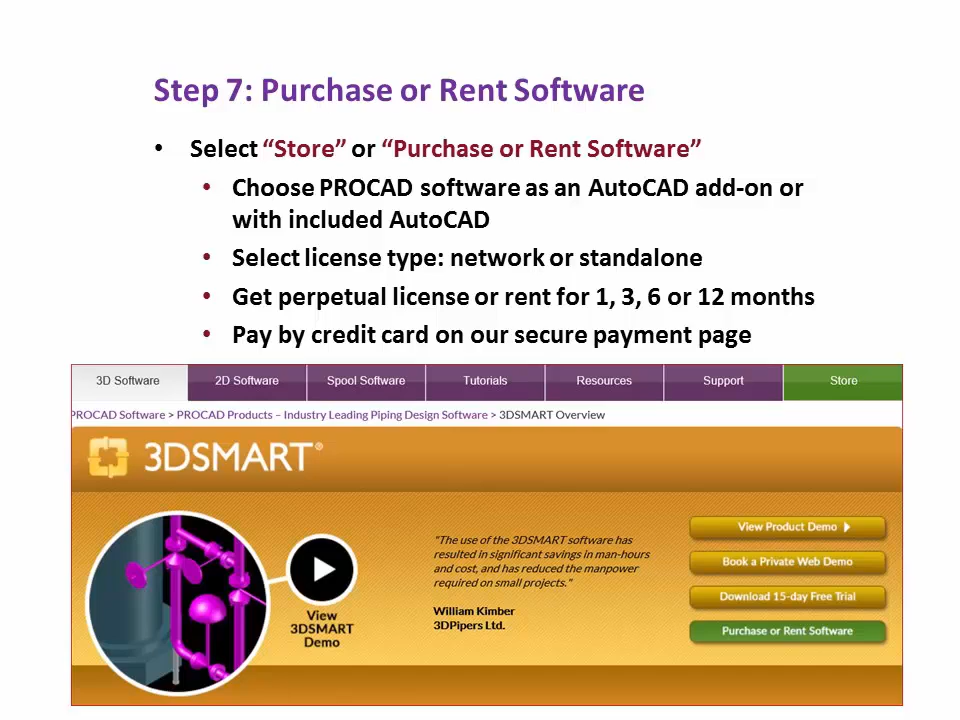 Step 7: Purchase or Rent Software
• Select “Store” or “Purchase or Rent Software”
• Choose PROCAD software as an AutoCAD add-on or
with included AutoCAD
• Select license type: network or standalone
• Get perpetual license or rent for 1, 3, 6 or 12 months
• Pay by credit card on our secure payment page
3D Software 2D Software Spool Software Tutorials Resources Support Store
PROCAD Software > PROCAD Products – Industry Leading Piping Design Software > 3DSMART Overview
3DSMART®
"The use of the 3DSMART software has
resulted in significant savings in man-hours
and cost, and has reduced the manpower
required on small projects."
William Kimber
3DPipers Ltd.
View
3DSMART
Demo
View Product Demo
Book a Private Web Demo
Download 15-day Free Trial
Purchase or Rent Software